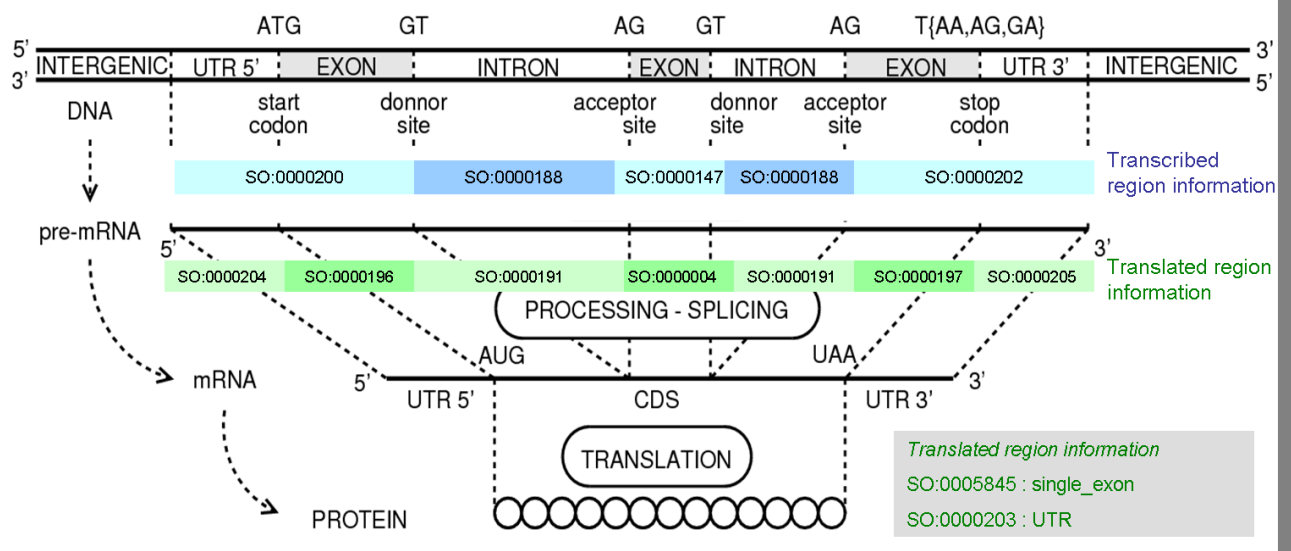 ATG GT AG GT AG T{AA,AG,GA}
5' 3'
INTERGENIC UTR 5' EXON INTRON EXON INTRON EXON UTR 3' INTERGENIC
3' 5'
DNA
start codon
donnor site
acceptor site
donnor site
acceptor site
stop codon
SO:0000200 SO:0000188 SO:0000147 SO:0000188 SO:0000202
Transcribed
region information
pre-mRNA
5' 3'
SO:0000204 SO:0000196 SO:0000191 SO:0000004 SO:0000191 SO:0000197 SO:0000205
Translated region
information
PROCESSING - SPLICING
AUG UAA
mRNA
5' 3'
UTR 5' CDS UTR 3'
TRANSLATION
PROTEIN
Translated region information
SO:0005845 : single_exon
SO:0000203 : UTR